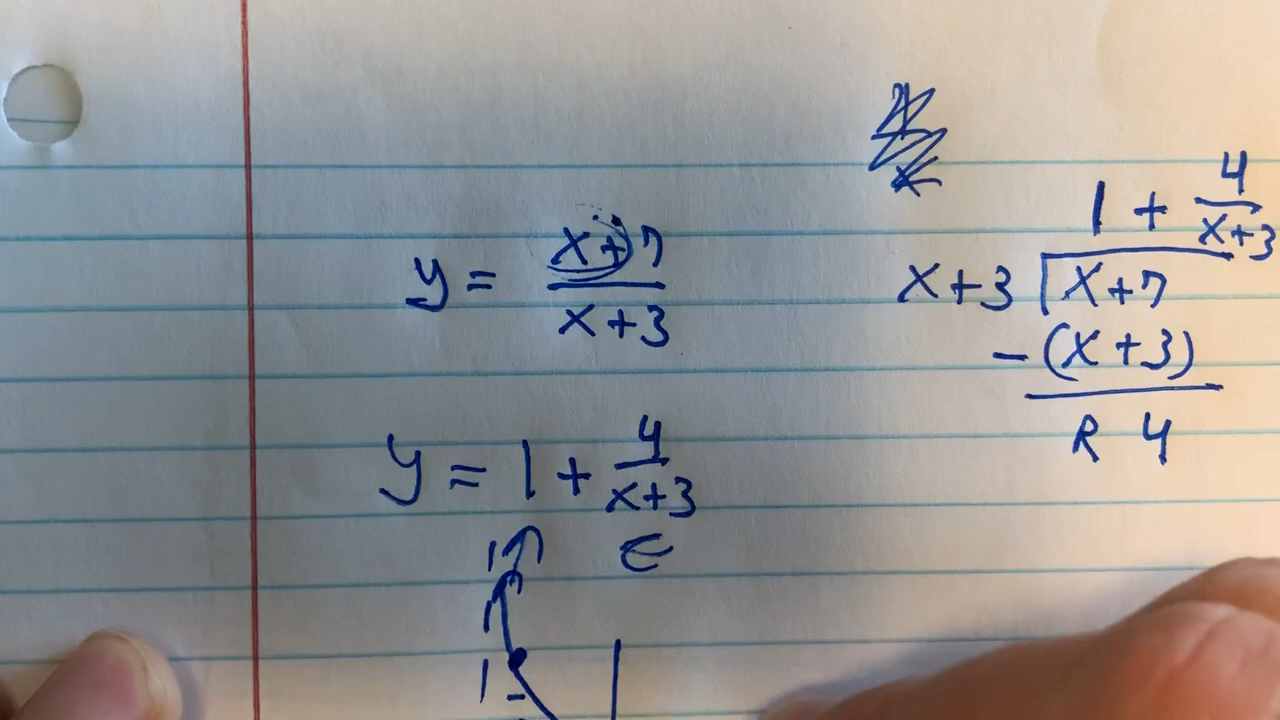 y = x+7 / x+3
y = 1 + 4 / x+3
1 + 4 / x+3
x+3 x+7
-(x+3)
R 4